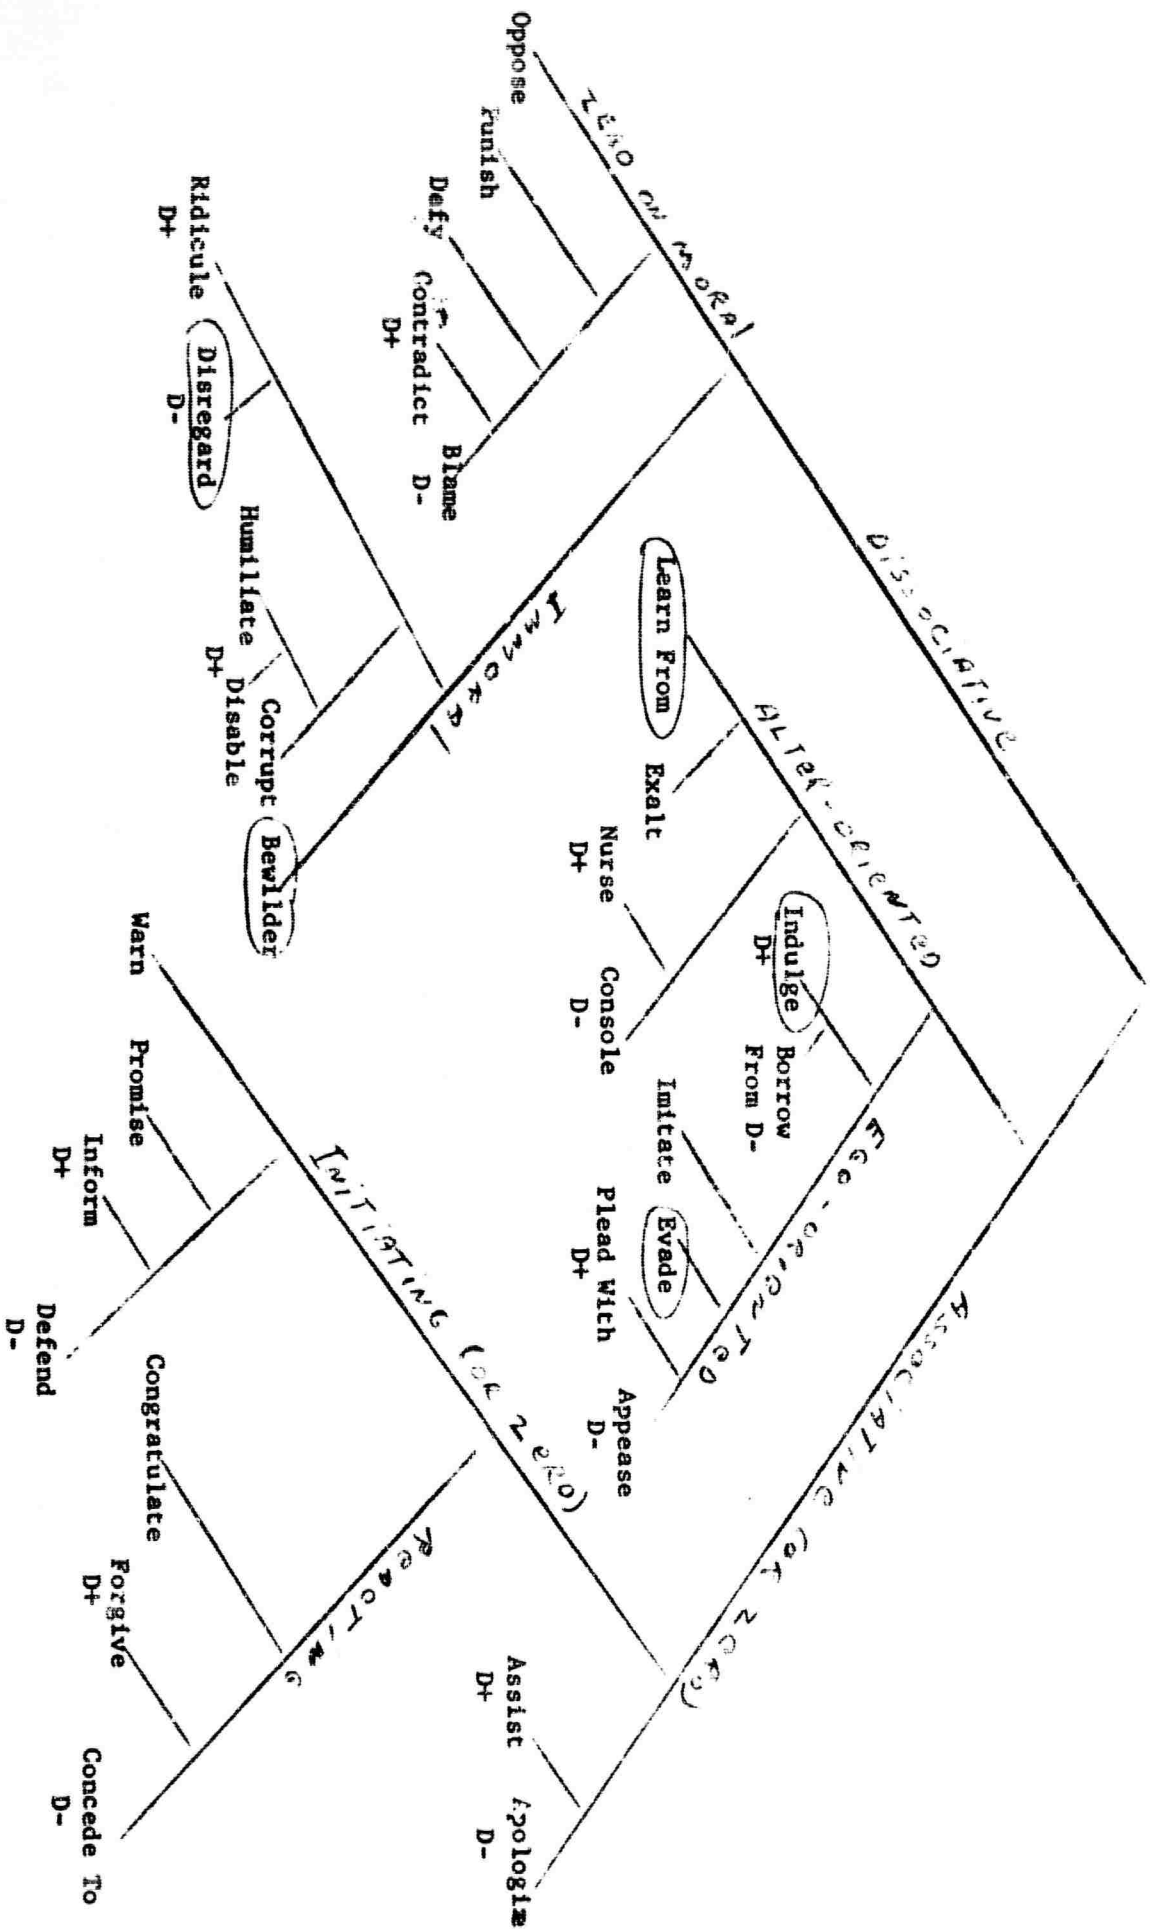 DISSOCIATIVE
ASSOCIATIVE (OR ZERO)
ZERO ON MORAl
IMMORAl
ALTER-ORIENTED
EGO-ORIENTED
INITIATING (OR ZERO)
REACTING
Oppose
Punish
Defy
Contradict
D+
Blame
D-
Ridicule
D+
Disregard
D-
Humiliate
Disable
D+
Corrupt
Bewilder
Learn From
Exalt
Nurse
D+
Console
D-
Indulge
D+
Borrow
From D-
Imitate
Evade
Plead With
D+
Appease
D-
Warn
Promise
Inform
D+
Defend
D-
Congratulate
Forgive
D+
Concede To
D-
Assist
D+
Apologize
D-